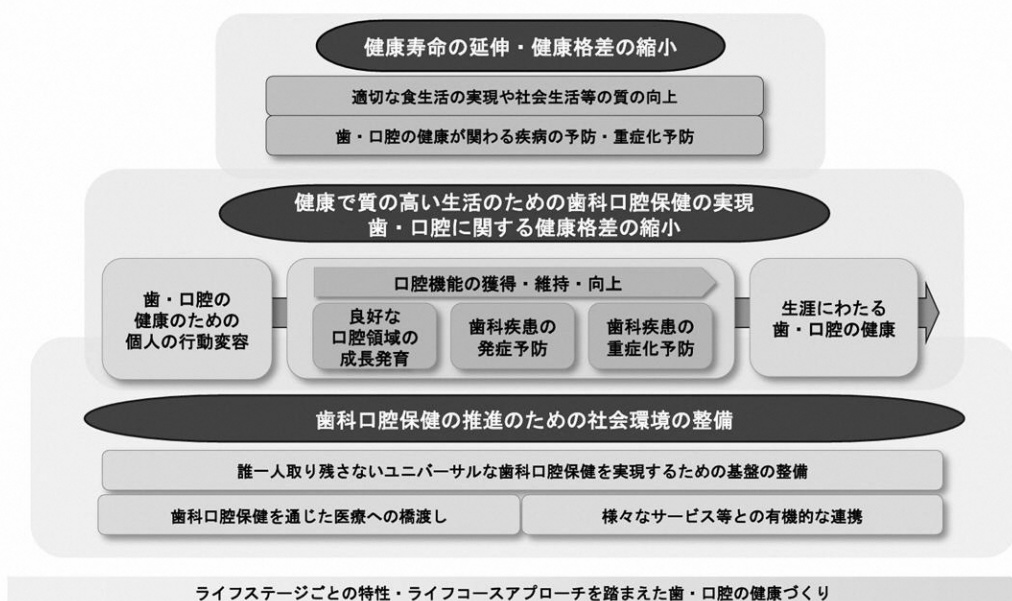 健康寿命の延伸・健康格差の縮小
適切な食生活の実現や社会生活等の質の向上
歯・口腔の健康が関わる疾病の予防・重症化予防
健康で質の高い生活のための歯科口腔保健の実現
歯・口腔に関する健康格差の縮小
歯・口腔の
健康のための
個人の行動変容
口腔機能の獲得・維持・向上
良好な
口腔領域の
成長発育
歯科疾患の
発症予防
歯科疾患の
重症化予防
生涯にわたる
歯・口腔の健康
歯科口腔保健の推進のための社会環境の整備
誰一人取り残さないユニバーサルな歯科口腔保健を実現するための基盤の整備
歯科口腔保健を通じた医療への橋渡し
様々なサービス等との有機的な連携
ライフステージごとの特性・ライフコースアプローチを踏まえた歯・口腔の健康づくり